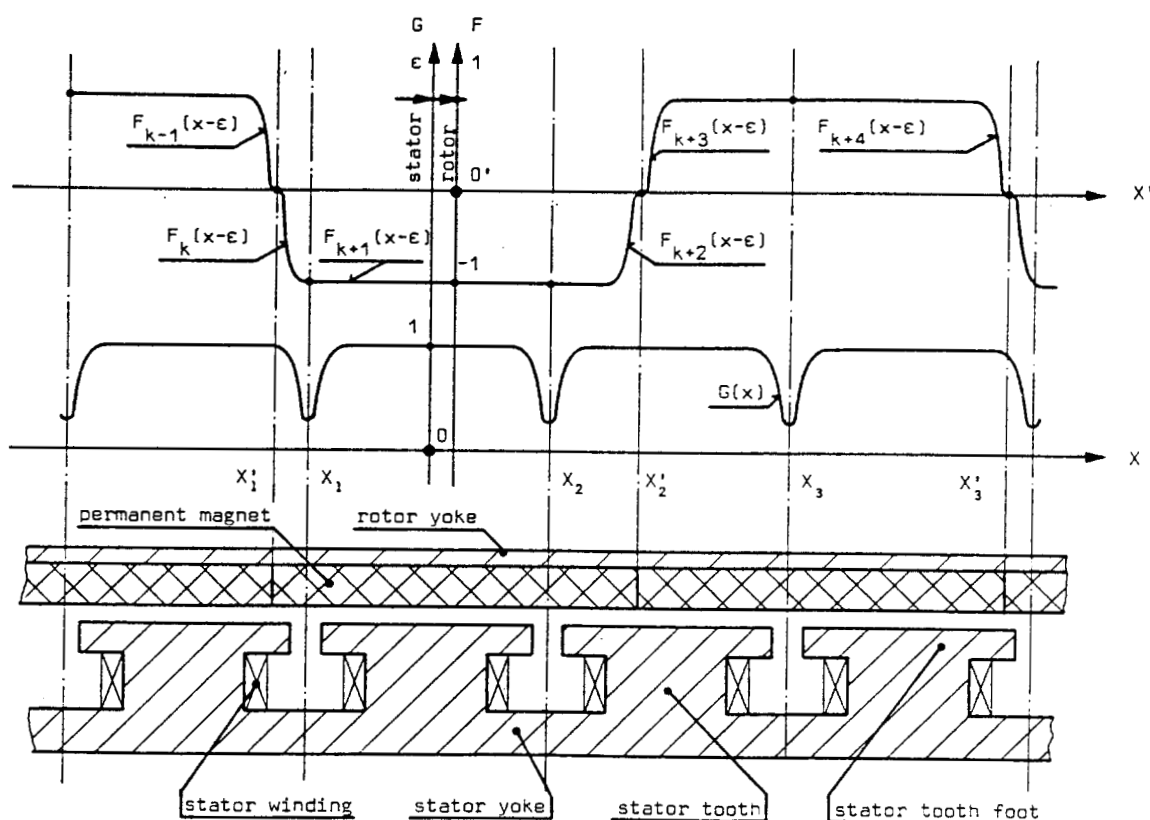 G F
ε 1
F_{k-1}(x-ε)
stator
rotor
F_{k+3}(x-ε)
F_{k+4}(x-ε)
0'
X'
F_k(x-ε)
F_{k+1}(x-ε)
F_{k+2}(x-ε)
-1
1
G(x)
0
X'_1 X_1 X_2 X'_2 X_3 X'_3 X
permanent magnet
rotor yoke
stator winding
stator yoke
stator tooth
stator tooth foot